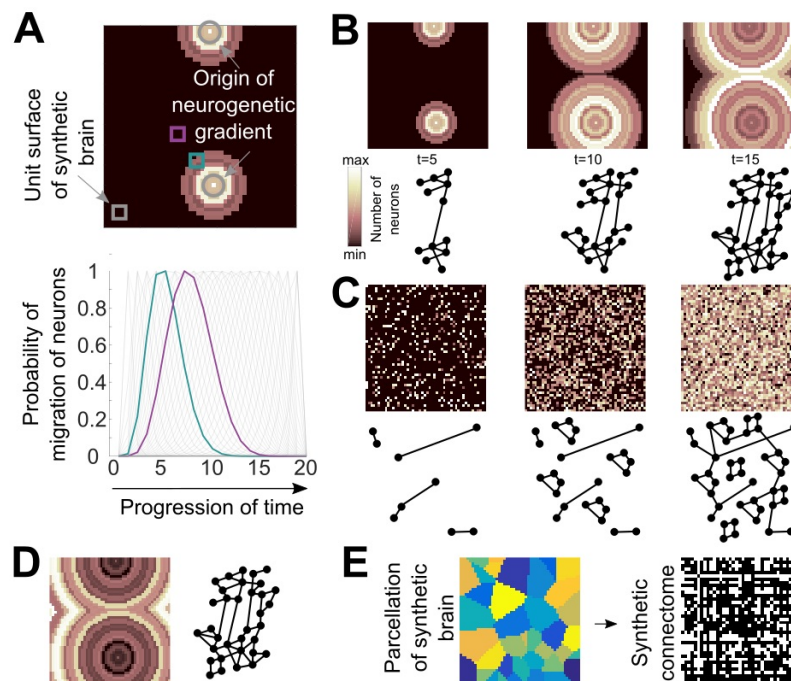 A
Origin of
neurogenetic
gradient
Unit surface
of synthetic
brain
Probability of
migration of neurons
1
0.8
0.6
0.4
0.2
0
0 5 10 15 20
Progression of time
B
t=5 t=10 t=15
max
min
Number of
neurons
C
D
E
Parcellation
of synthetic
brain
Synthetic
connectome